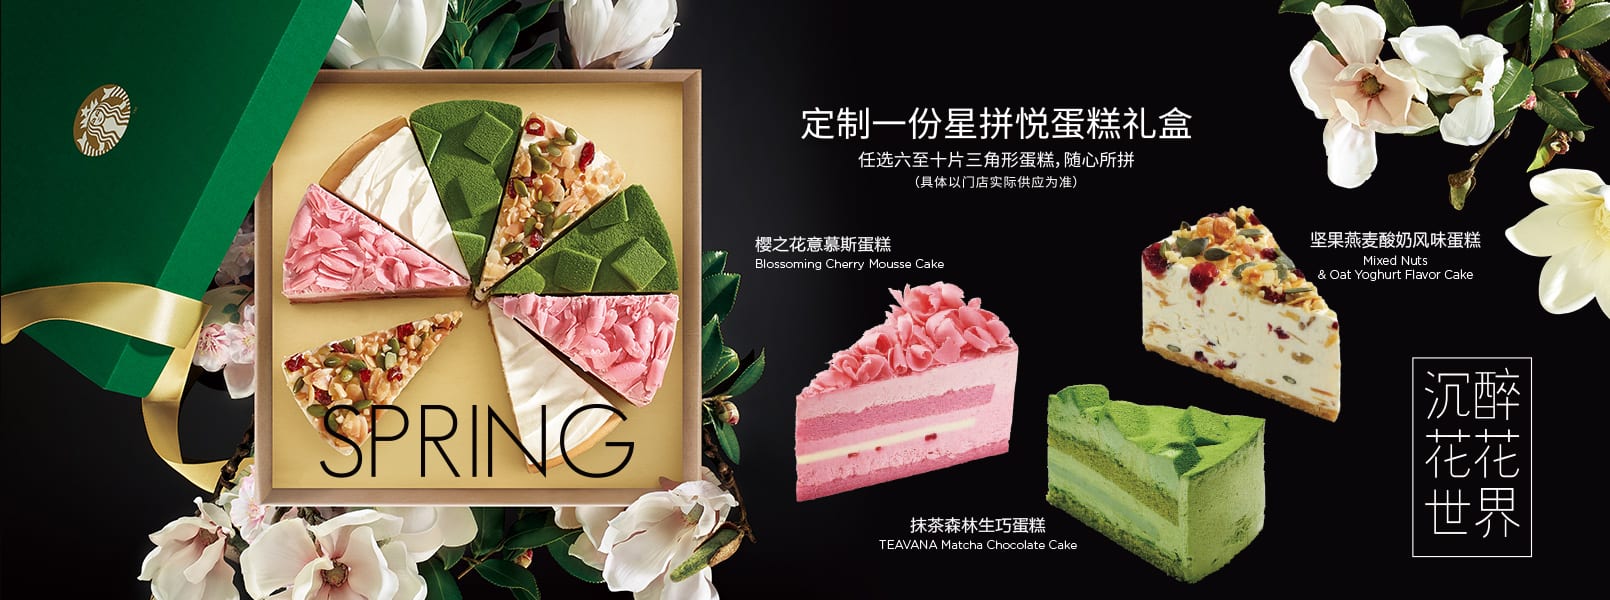 定制一份星拼悦蛋糕礼盒
任选六至十片三角形蛋糕，随心所拼
（具体以门店实际供应为准）
樱之花意慕斯蛋糕
Blossoming Cherry Mousse Cake
坚果燕麦酸奶风味蛋糕
Mixed Nuts
& Oat Yoghurt Flavor Cake
抹茶森林生巧蛋糕
TEAVANA Matcha Chocolate Cake
SPRING
沉醉
花花
世界